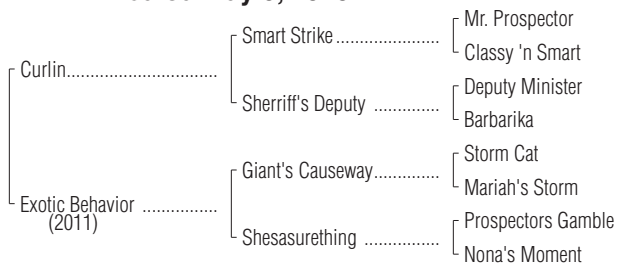 Mr. Prospector
Smart Strike
Classy 'n Smart
Curlin
Deputy Minister
Sherriff's Deputy
Barbarika
Storm Cat
Giant's Causeway
Mariah's Storm
Exotic Behavior
(2011)
Prospectors Gamble
Shesasurething
Nona's Moment